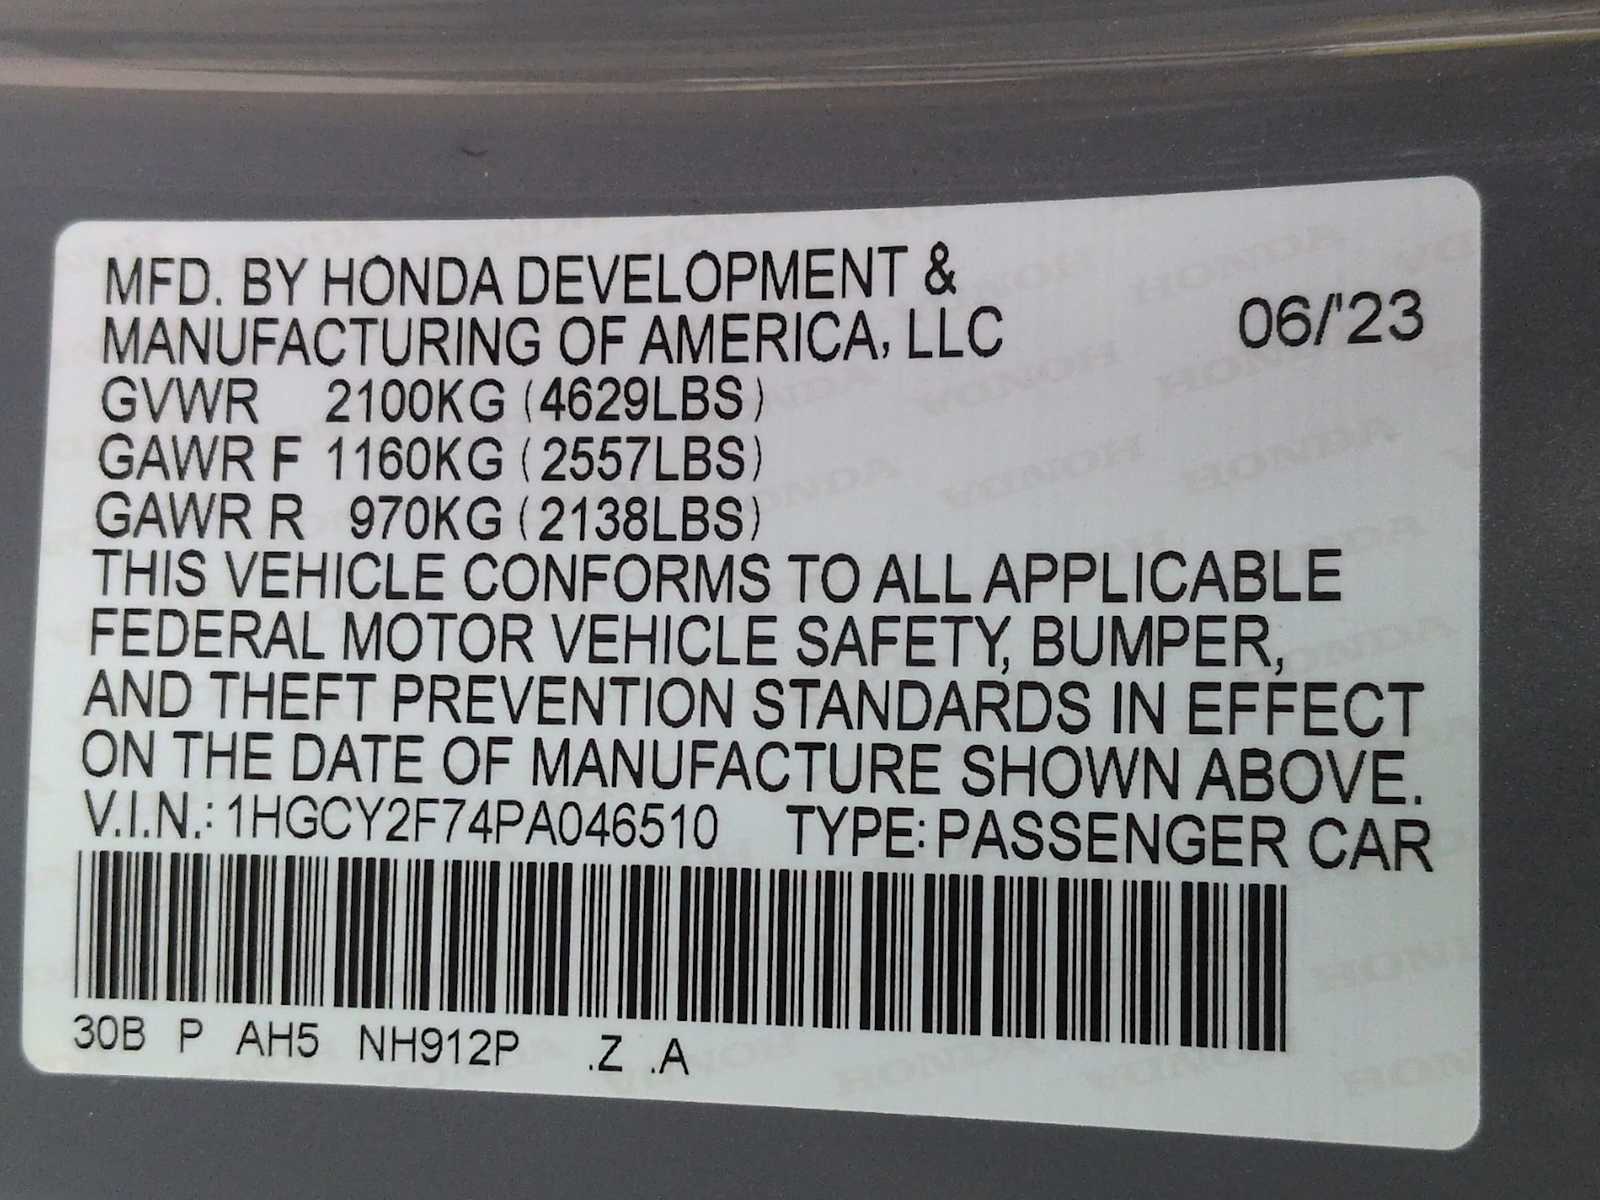 MFD. BY HONDA DEVELOPMENT &
MANUFACTURING OF AMERICA, LLC 06/'23
GVWR 2100KG (4629LBS)
GAWR F 1160KG (2557LBS)
GAWR R 970KG (2138LBS)
THIS VEHICLE CONFORMS TO ALL APPLICABLE
FEDERAL MOTOR VEHICLE SAFETY, BUMPER,
AND THEFT PREVENTION STANDARDS IN EFFECT
ON THE DATE OF MANUFACTURE SHOWN ABOVE.
V.I.N.: 1HGCY2F74PA046510 TYPE: PASSENGER CAR
30B P AH5 NH912P .Z .A